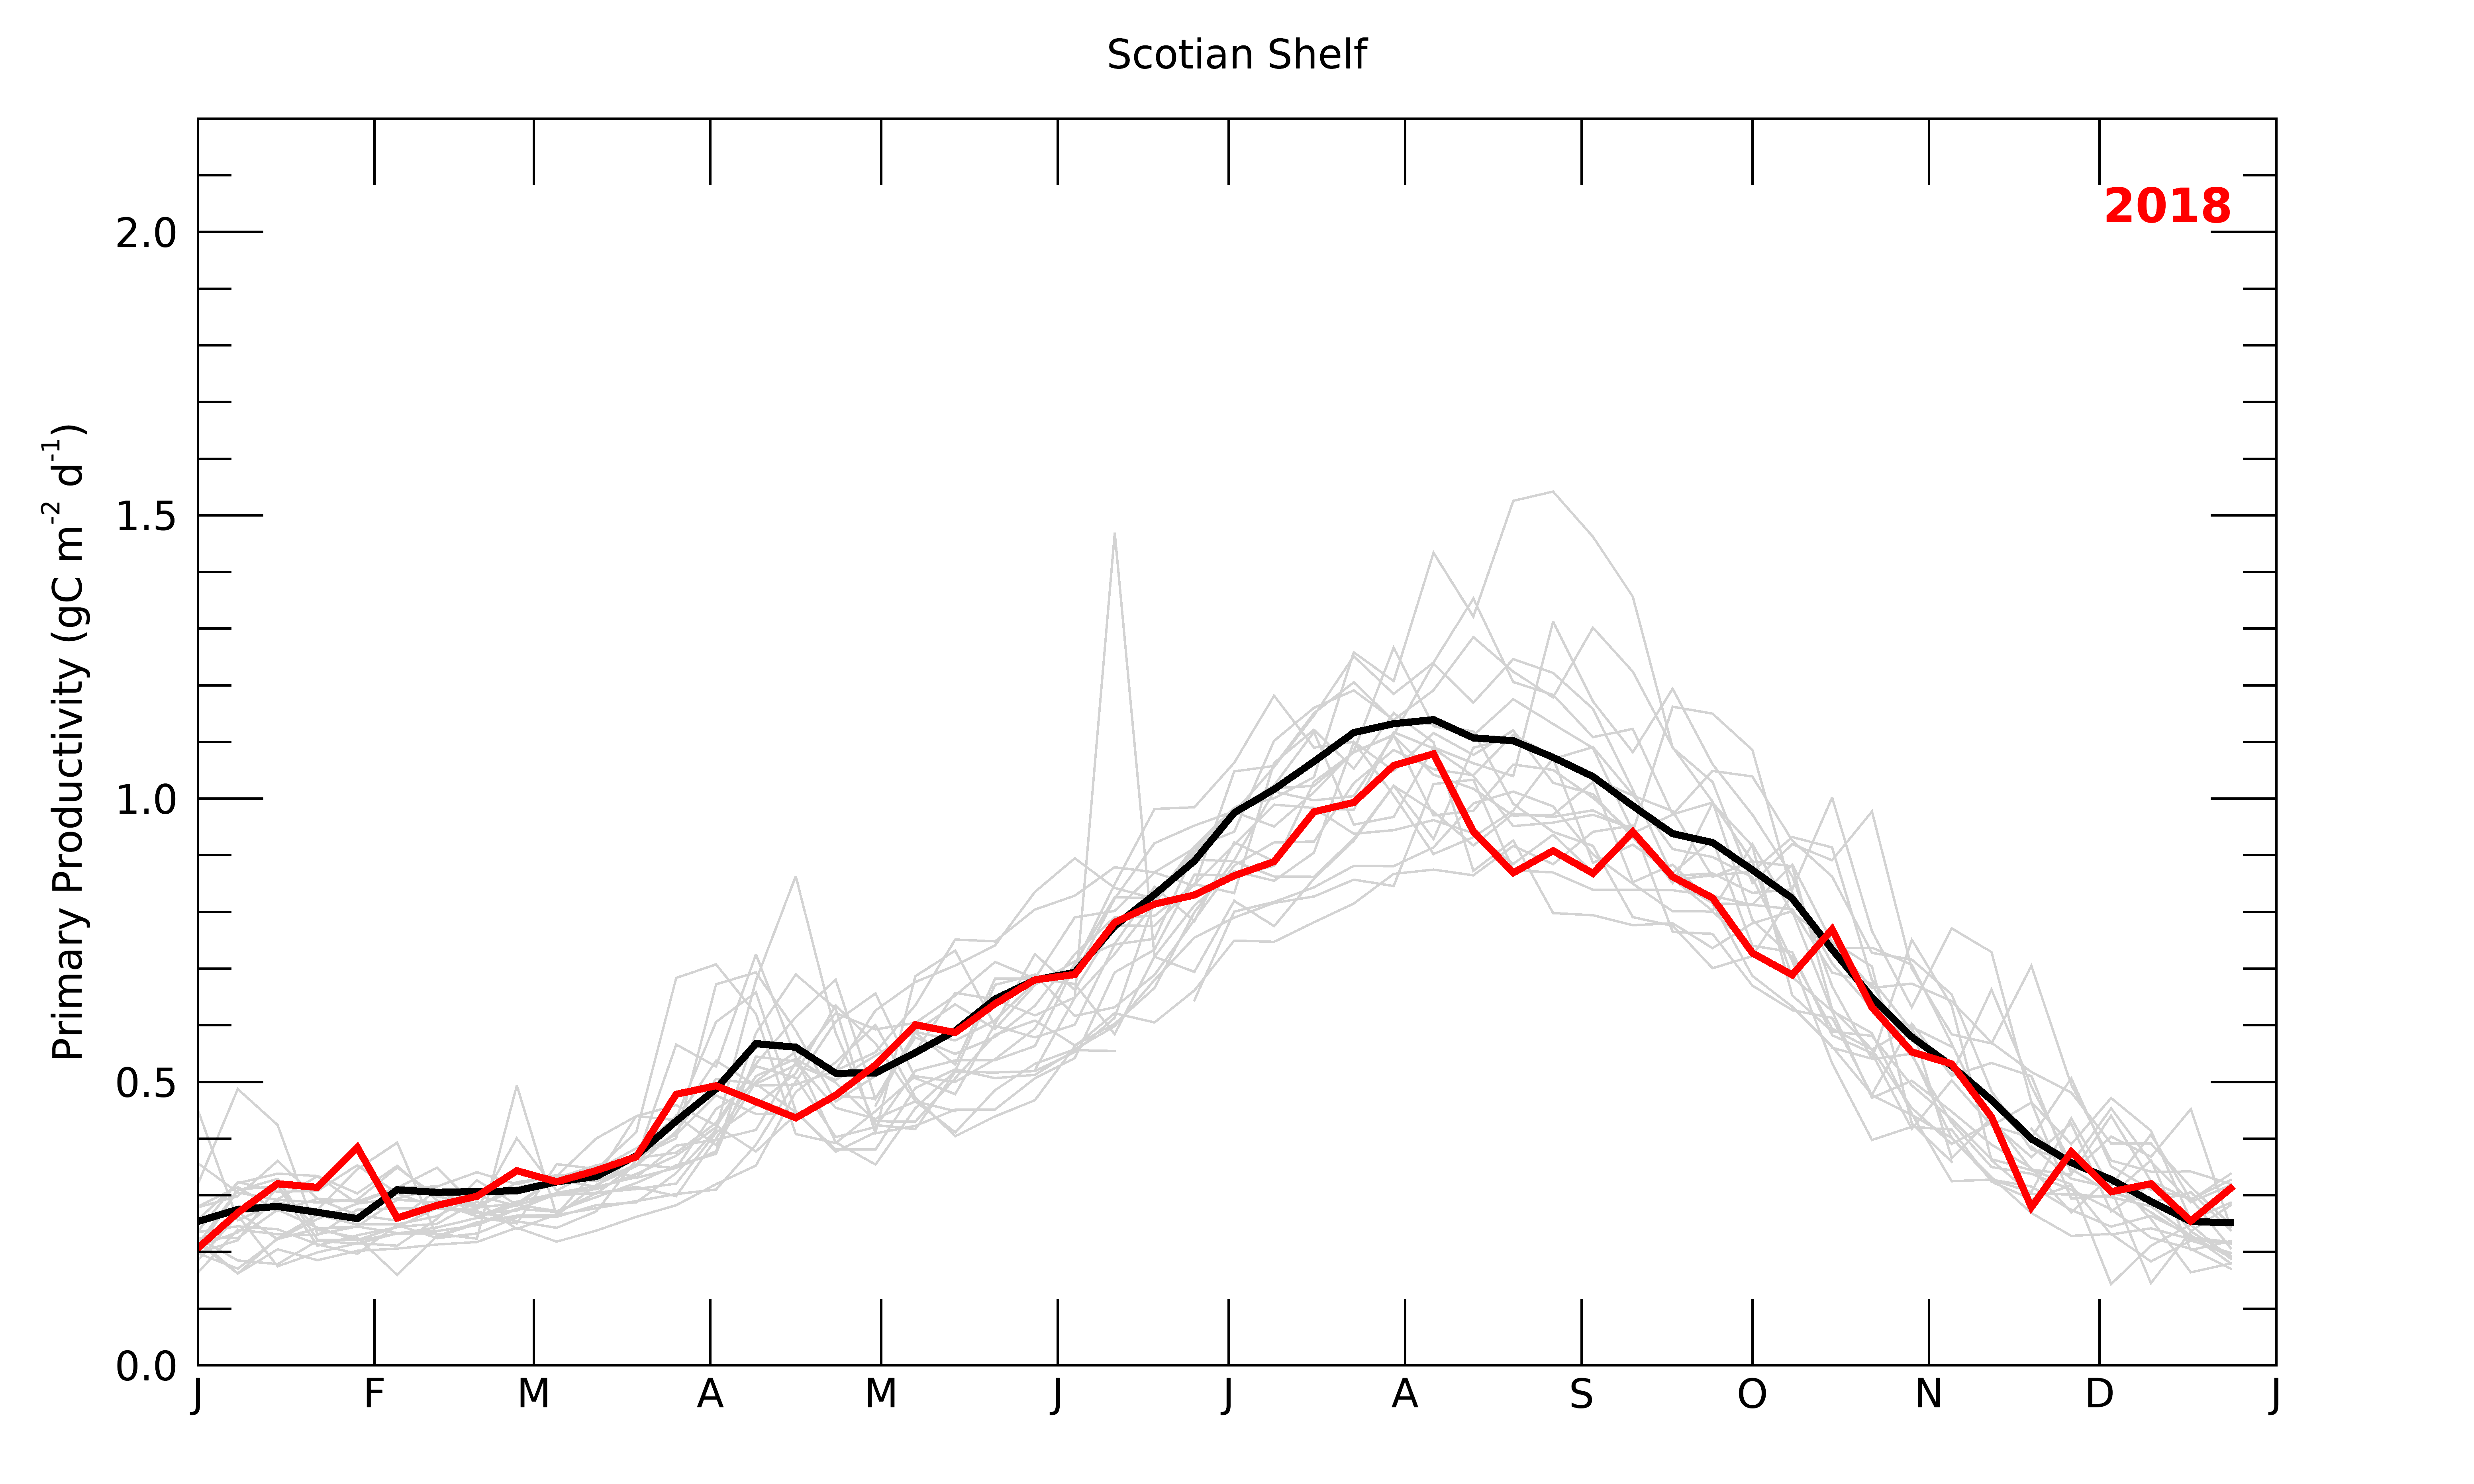 Scotian Shelf
2018
Primary Productivity (gC m⁻² d⁻¹)
2.0
1.5
1.0
0.5
0.0
J F M A M J J A S O N D J